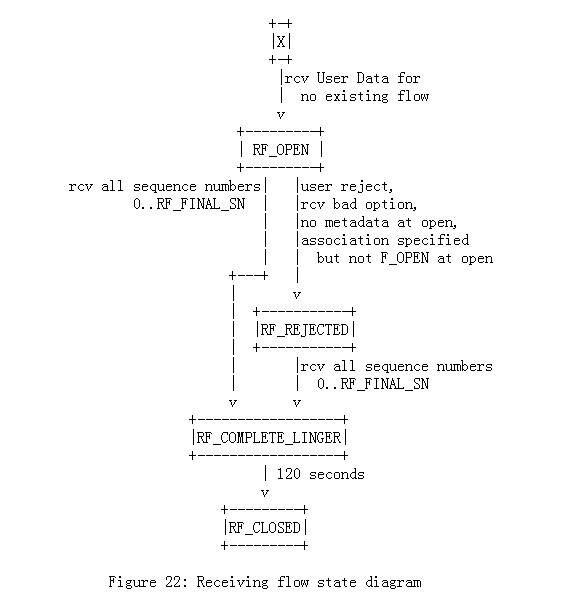 X
rcv User Data for
no existing flow
RF_OPEN
rcv all sequence numbers
0..RF_FINAL_SN
user reject,
rcv bad option,
no metadata at open,
association specified
but not F_OPEN at open
RF_REJECTED
rcv all sequence numbers
0..RF_FINAL_SN
RF_COMPLETE_LINGER
120 seconds
RF_CLOSED
Figure 22: Receiving flow state diagram